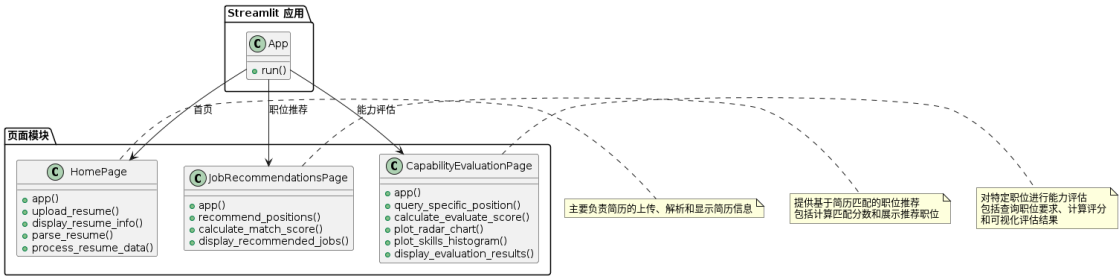 Streamlit 应用
C App
run()
首页
职位推荐
能力评估
页面模块
C HomePage
app()
upload_resume()
display_resume_info()
parse_resume()
process_resume_data()
C JobRecommendationsPage
app()
recommend_positions()
calculate_match_score()
display_recommended_jobs()
C CapabilityEvaluationPage
app()
query_specific_position()
calculate_evaluate_score()
plot_radar_chart()
plot_skills_histogram()
display_evaluation_results()
主要负责简历的上传、解析和显示简历信息
提供基于简历匹配的职位推荐
包括计算匹配分数和展示推荐职位
对特定职位进行能力评估
包括查询职位要求、计算评分
和可视化评估结果